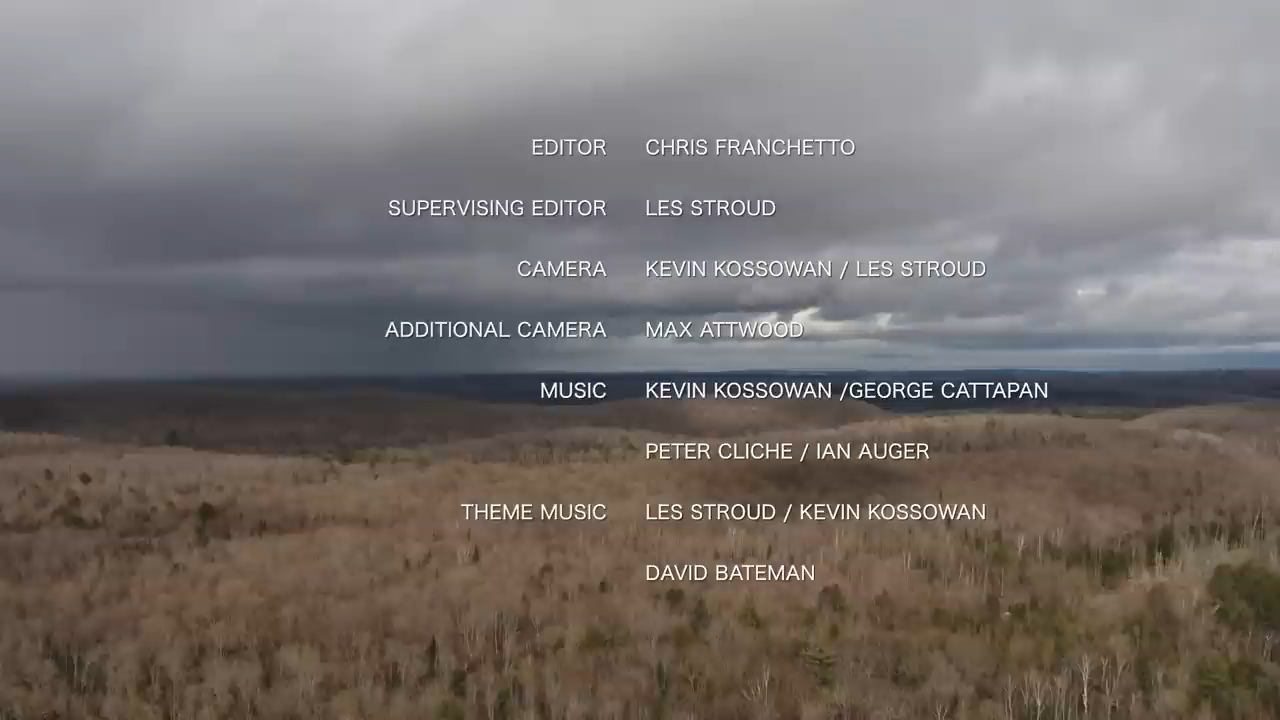 EDITOR CHRIS FRANCHETTO
SUPERVISING EDITOR LES STROUD
CAMERA KEVIN KOSSOWAN / LES STROUD
ADDITIONAL CAMERA MAX ATTWOOD
MUSIC KEVIN KOSSOWAN /GEORGE CATTAPAN
PETER CLICHE / IAN AUGER
THEME MUSIC LES STROUD / KEVIN KOSSOWAN
DAVID BATEMAN